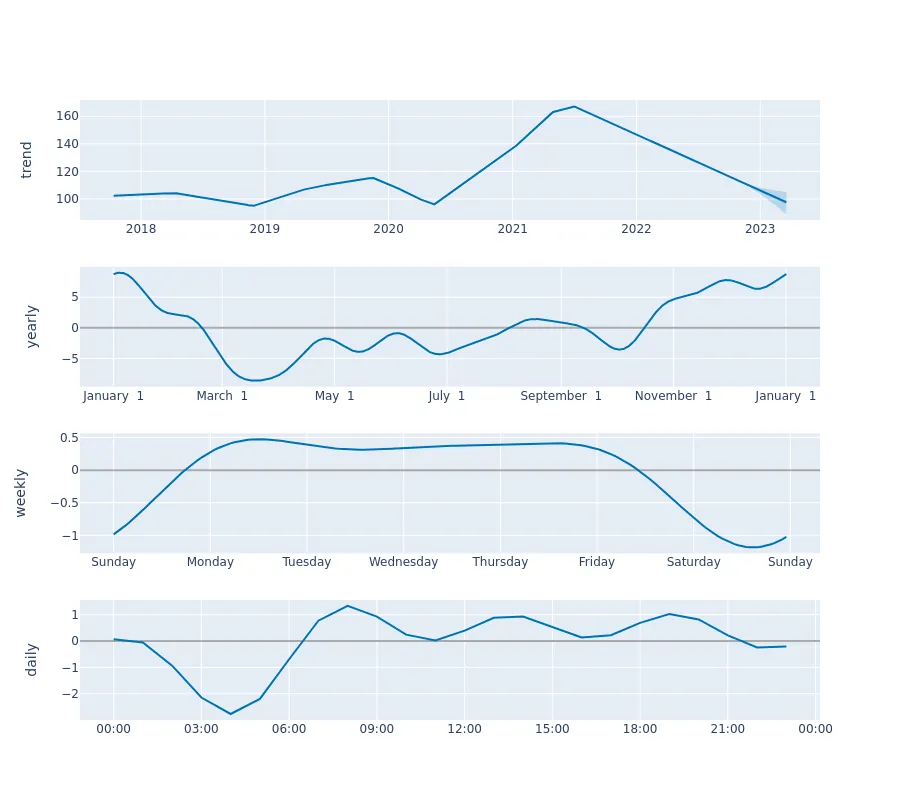 trend
160
140
120
100
2018 2019 2020 2021 2022 2023
yearly
5
0
−5
January 1 March 1 May 1 July 1 September 1 November 1 January 1
weekly
0.5
0
−0.5
−1
Sunday Monday Tuesday Wednesday Thursday Friday Saturday Sunday
daily
1
0
−1
−2
00:00 03:00 06:00 09:00 12:00 15:00 18:00 21:00 00:00